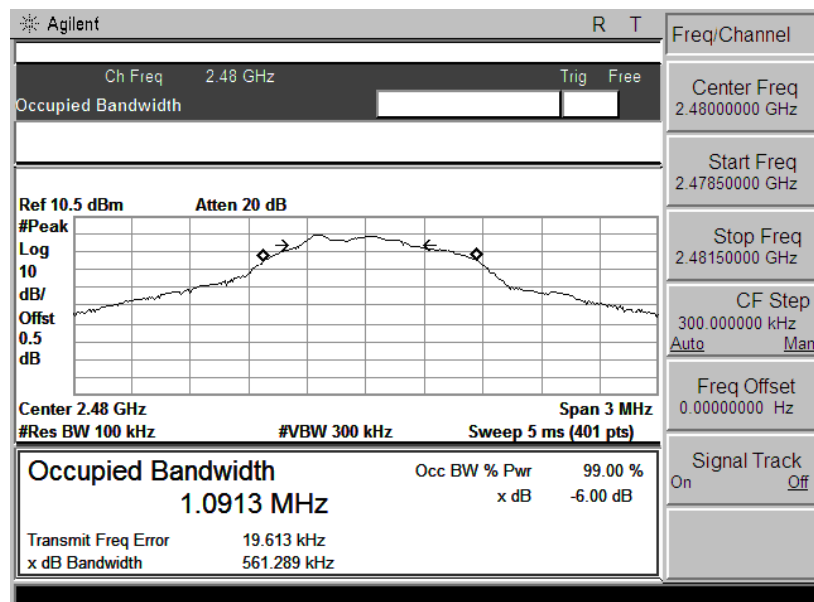 Agilent R T
Ch Freq 2.48 GHz Trig Free
Occupied Bandwidth
Ref 10.5 dBm Atten 20 dB
#Peak
Log
10
dB/
Offst
0.5
dB
Center 2.48 GHz Span 3 MHz
#Res BW 100 kHz #VBW 300 kHz Sweep 5 ms (401 pts)
Occupied Bandwidth Occ BW % Pwr 99.00 %
1.0913 MHz x dB -6.00 dB
Transmit Freq Error 19.613 kHz
x dB Bandwidth 561.289 kHz
Freq/Channel
Center Freq
2.48000000 GHz
Start Freq
2.47850000 GHz
Stop Freq
2.48150000 GHz
CF Step
300.000000 kHz
Auto Man
Freq Offset
0.00000000 Hz
Signal Track
On Off